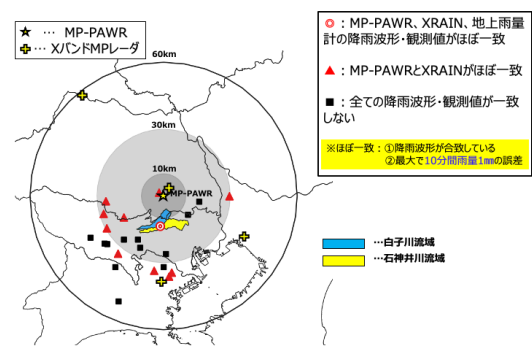 ☆ … MP-PAWR
✚ … XバンドMPレーダ
60km
30km
10km
MP-PAWR
◎：MP-PAWR、XRAIN、地上雨量
計の降雨波形・観測値がほぼ一致
▲：MP-PAWRとXRAINがほぼ一致
■：全ての降雨波形・観測値が一致
しない
※ほぼ一致：①降雨波形が合致している
②最大で10分間雨量1mmの誤差
…白子川流域
…石神井川流域